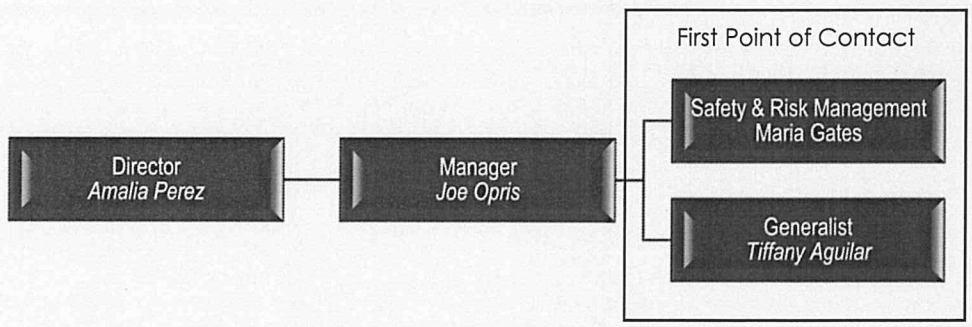 First Point of Contact
Safety & Risk Management
Maria Gates
Director
Amalia Perez
Manager
Joe Opris
Generalist
Tiffany Aguilar